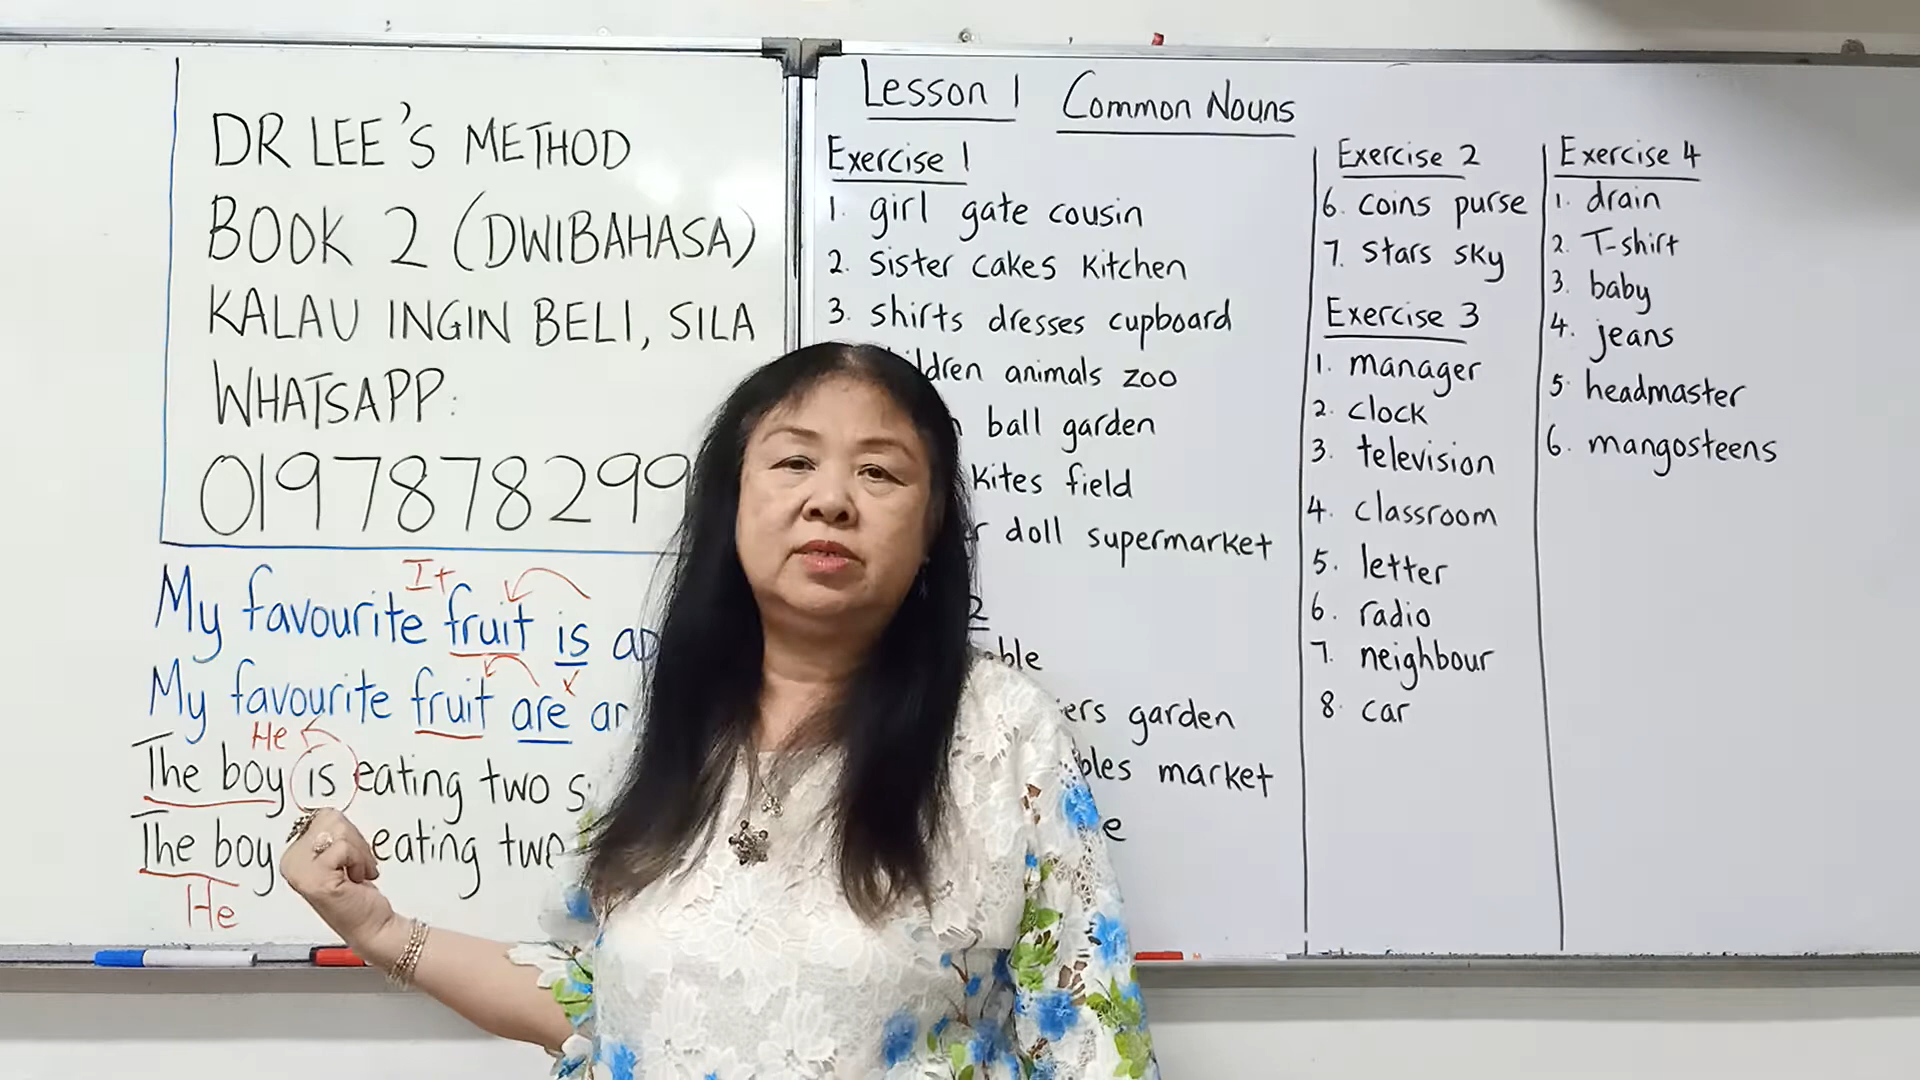 DR LEE'S METHOD
BOOK 2 (DWIBAHASA)
KALAU INGIN BELI, SILA
WHATSAPP:
0197878299
It
My favourite fruit is
My favourite fruit are
x
He
The boy is eating two
The boy eating two
He
Lesson 1 Common Nouns
Exercise 1
1. girl gate cousin
2. sister cakes kitchen
3. shirts dresses cupboard
animals zoo
ball garden
kites field
doll supermarket
2
garden
market
Exercise 2
6. coins purse
7. stars sky
Exercise 3
1. manager
2. clock
3. television
4. classroom
5. letter
6. radio
7. neighbour
8. car
Exercise 4
1. drain
2. T-shirt
3. baby
4. jeans
5. headmaster
6. mangosteens